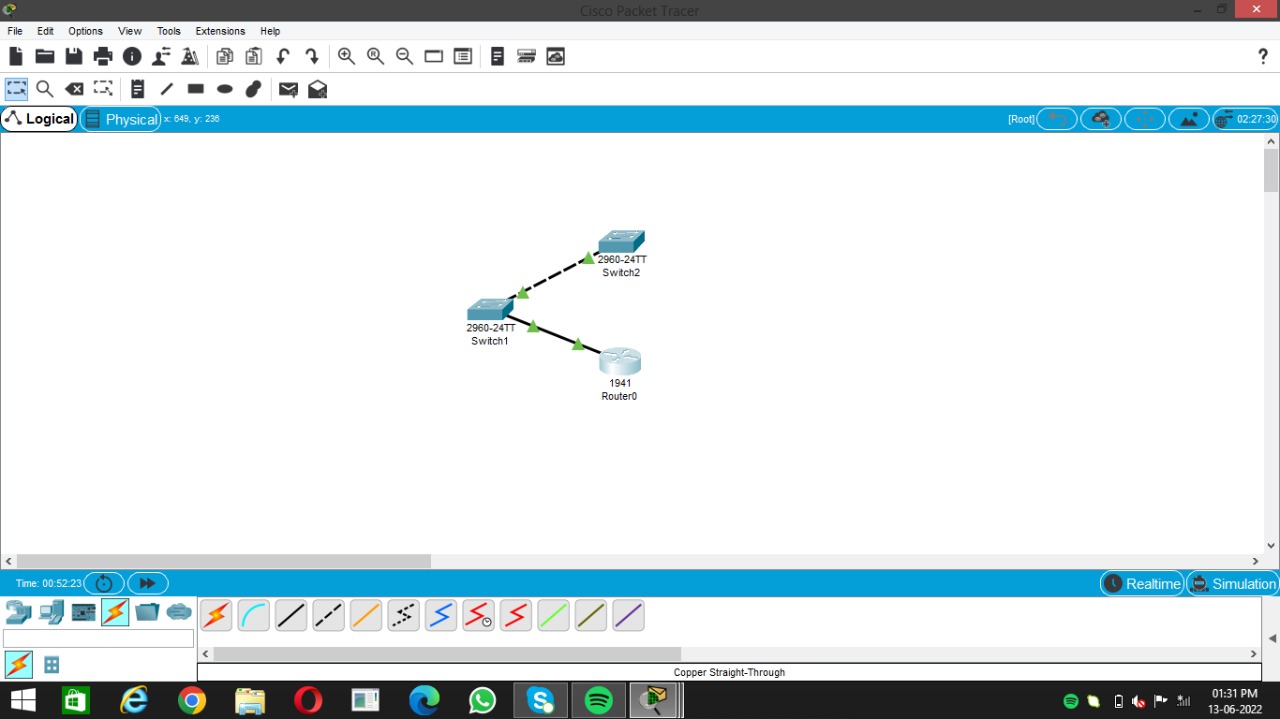 Cisco Packet Tracer
File Edit Options View Tools Extensions Help
Logical Physical x: 649, y: 236 [Root] 02:27:30
2960-24TT
Switch2
2960-24TT
Switch1
1941
Router0
Time: 00:52:23 Realtime Simulation
Copper Straight-Through
01:31 PM
13-06-2022